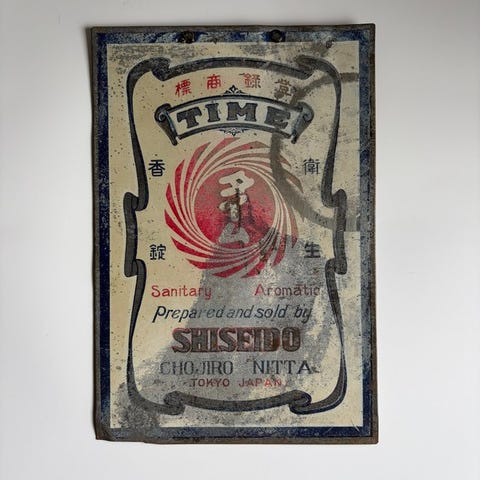 標商録登
TIME
香錠
衛生
Sanitary Aromatic
Prepared and sold by
SHISEIDO
CHOJIRO NITTA
TOKYO JAPAN